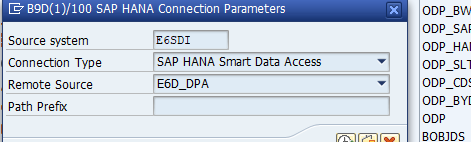 B9D(1)/100 SAP HANA Connection Parameters
Source system E6SDI
Connection Type SAP HANA Smart Data Access
Remote Source E6D_DPA
Path Prefix
ODP_BW
ODP_SAP
ODP_HAN
ODP_SLT
ODP_CDS
ODP_BYD
ODP
BOBJDS